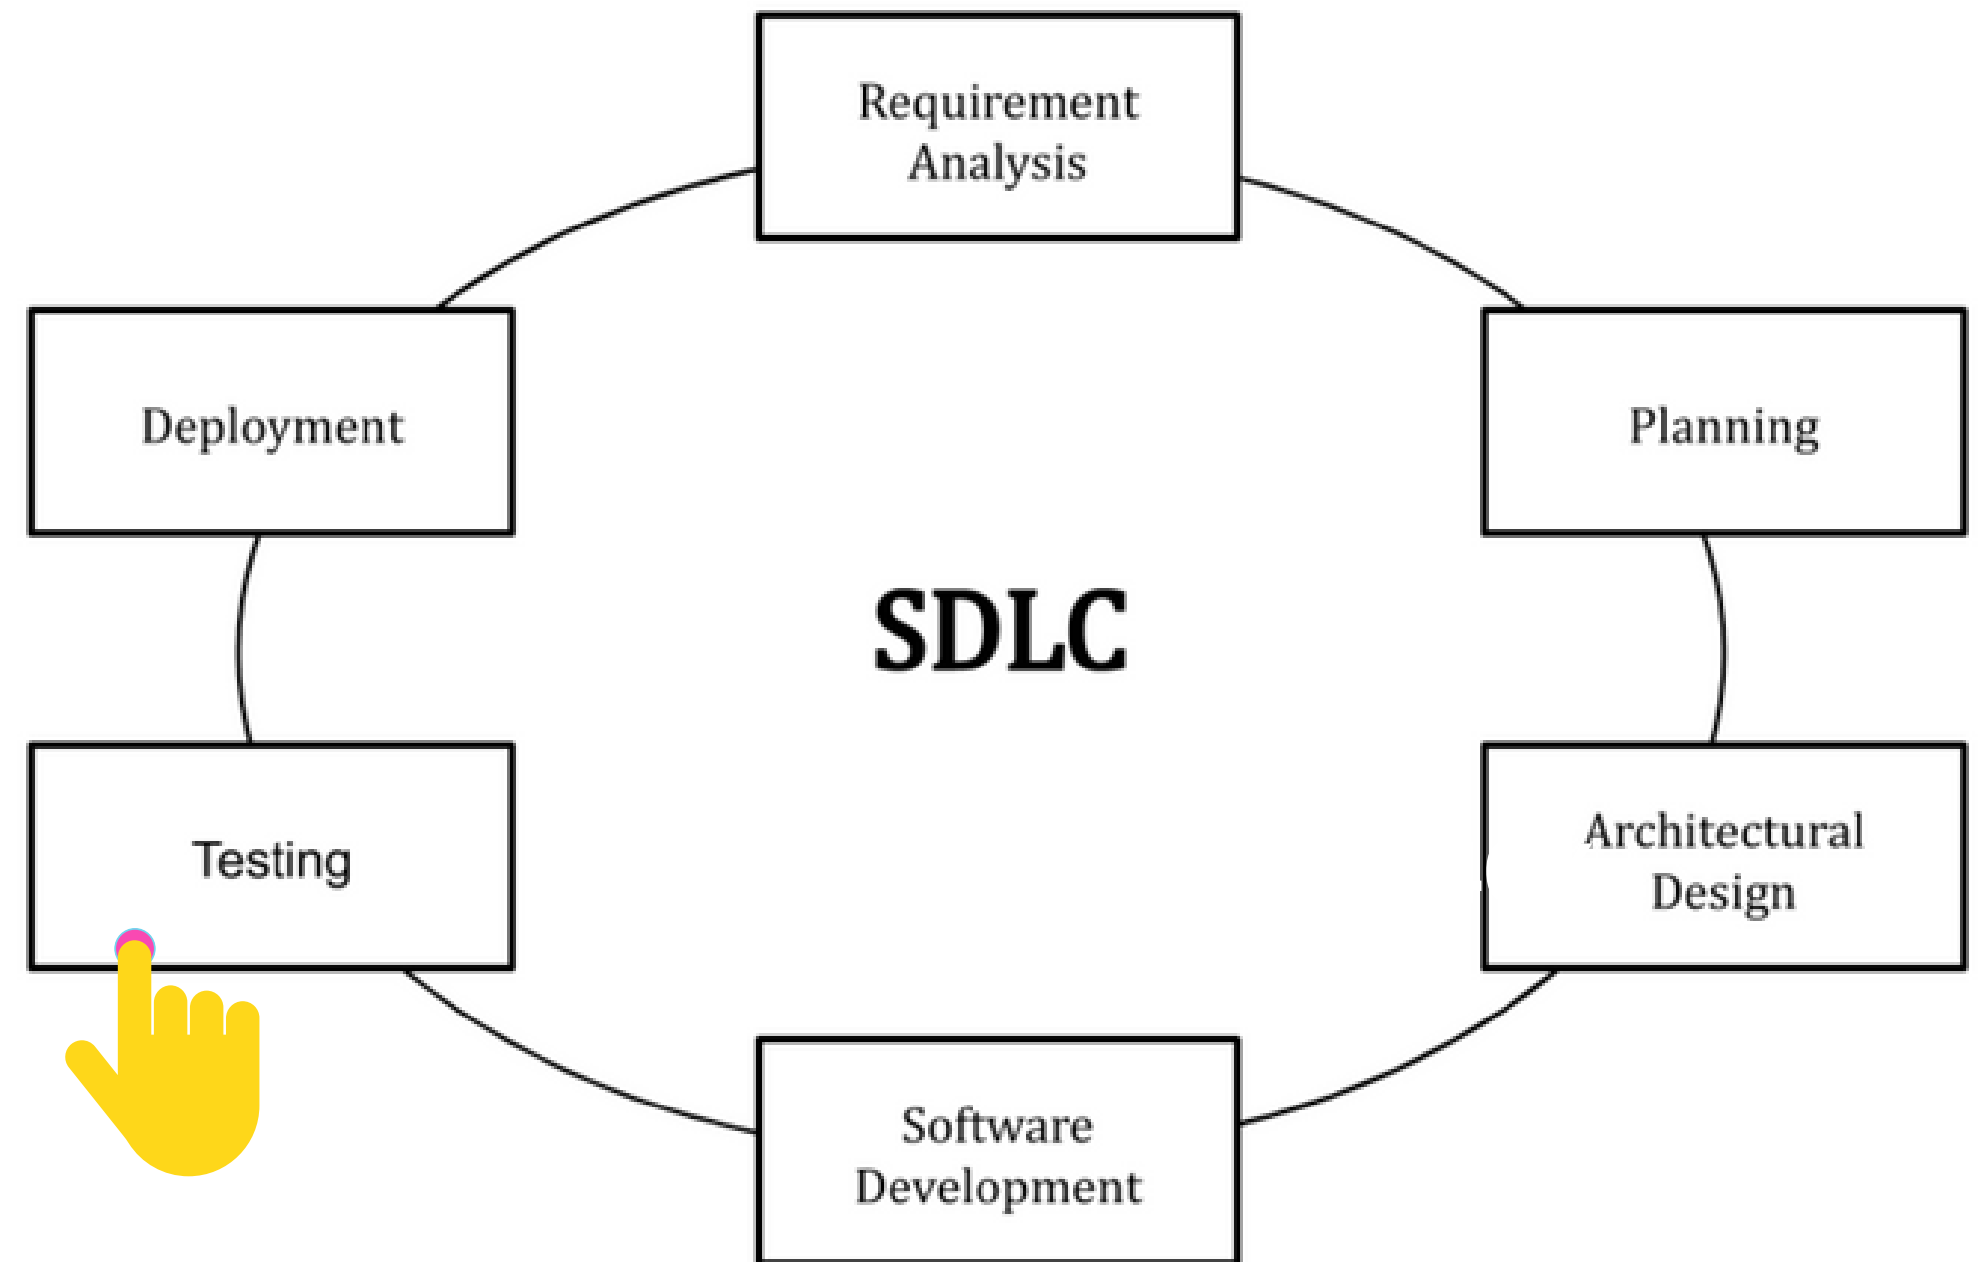 Requirement
Analysis
Deployment
Planning
SDLC
Testing
Architectural
Design
Software
Development